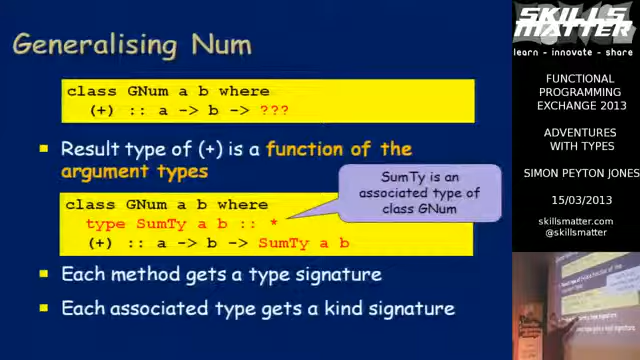 Generalising Num
class GNum a b where
(+) :: a -> b -> ???
Result type of (+) is a function of the
argument types
SumTy is an
associated type of
class GNum
class GNum a b where
type SumTy a b :: *
(+) :: a -> b -> SumTy a b
Each method gets a type signature
Each associated type gets a kind signature
SKILLS
MATTER
learn - innovate - share
FUNCTIONAL
PROGRAMMING
EXCHANGE 2013
ADVENTURES
WITH TYPES
SIMON PEYTON JONES
15/03/2013
skillsmatter.com
@skillsmatter